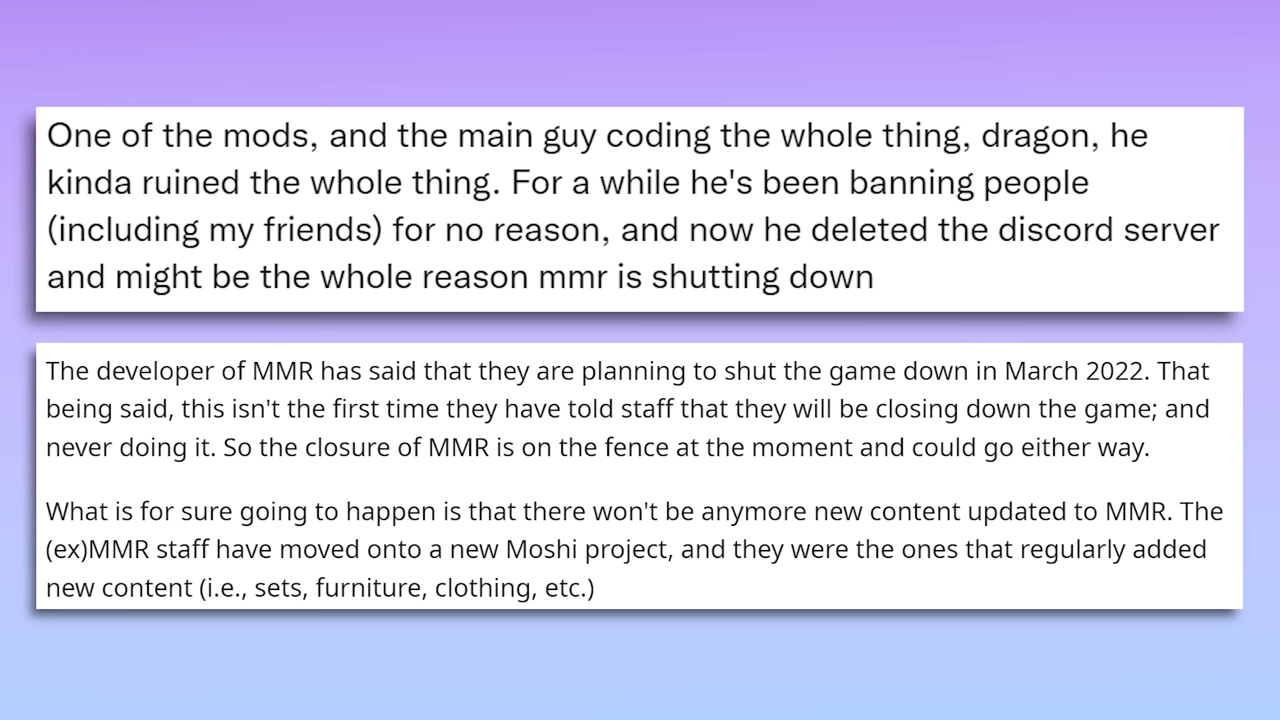 One of the mods, and the main guy coding the whole thing, dragon, he
kinda ruined the whole thing. For a while he's been banning people
(including my friends) for no reason, and now he deleted the discord server
and might be the whole reason mmr is shutting down
The developer of MMR has said that they are planning to shut the game down in March 2022. That
being said, this isn't the first time they have told staff that they will be closing down the game; and
never doing it. So the closure of MMR is on the fence at the moment and could go either way.
What is for sure going to happen is that there won't be anymore new content updated to MMR. The
(ex)MMR staff have moved onto a new Moshi project, and they were the ones that regularly added
new content (i.e., sets, furniture, clothing, etc.)